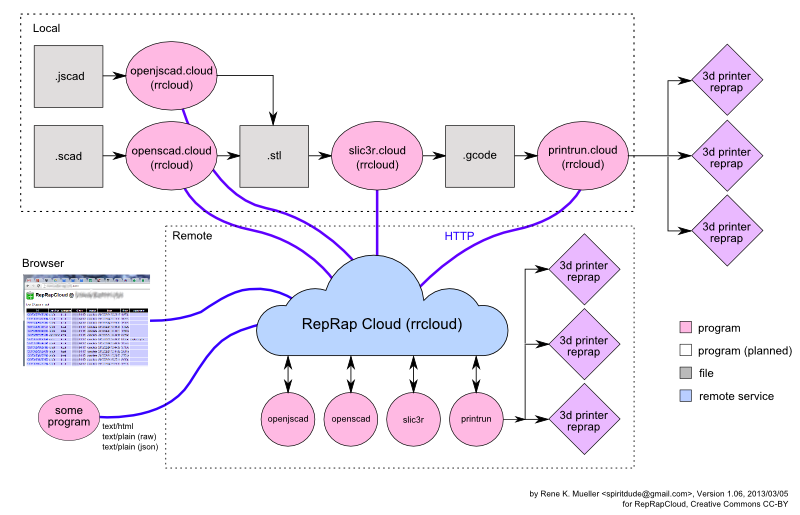 Local
.jscad
openjscad.cloud
(rrcloud)
.scad
openscad.cloud
(rrcloud)
.stl
slic3r.cloud
(rrcloud)
.gcode
printrun.cloud
(rrcloud)
3d printer
reprap
3d printer
reprap
3d printer
reprap
Remote
HTTP
Browser
RepRapCloud @
RepRap Cloud (rrcloud)
3d printer
reprap
3d printer
reprap
3d printer
reprap
openjscad
openscad
slic3r
printrun
some
program
text/html
text/plain (raw)
text/plain (json)
program
program (planned)
file
remote service
by Rene K. Mueller <spiritdude@gmail.com>, Version 1.06, 2013/03/05
for RepRapCloud, Creative Commons CC-BY